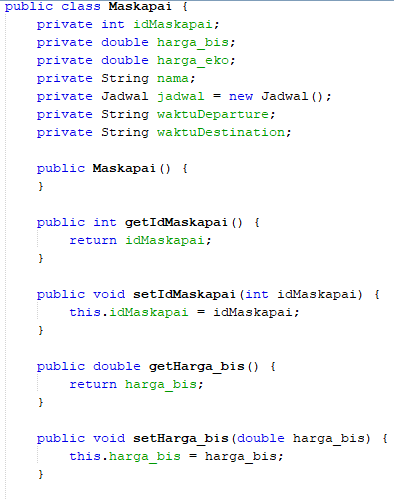 public class Maskapai {
    private int idMaskapai;
    private double harga_bis;
    private double harga_eko;
    private String nama;
    private Jadwal jadwal = new Jadwal();
    private String waktuDeparture;
    private String waktuDestination;

    public Maskapai() {
    }

    public int getIdMaskapai() {
        return idMaskapai;
    }

    public void setIdMaskapai(int idMaskapai) {
        this.idMaskapai = idMaskapai;
    }

    public double getHarga_bis() {
        return harga_bis;
    }

    public void setHarga_bis(double harga_bis) {
        this.harga_bis = harga_bis;
    }